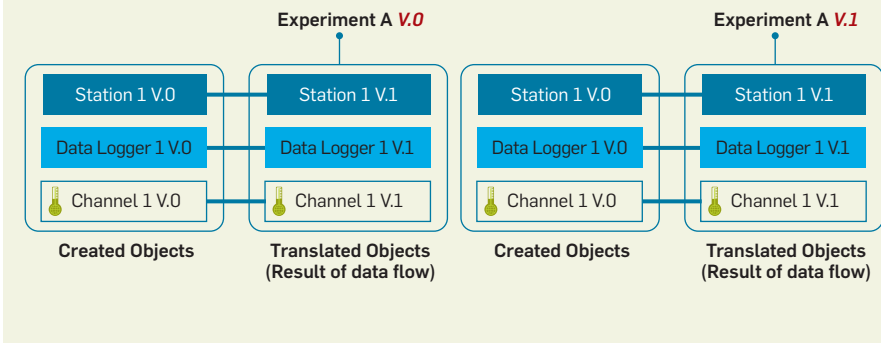 Experiment A V.0
Station 1 V.0
Station 1 V.1
Data Logger 1 V.0
Data Logger 1 V.1
Channel 1 V.0
Channel 1 V.1
Created Objects
Translated Objects
(Result of data flow)
Experiment A V.1
Station 1 V.0
Station 1 V.1
Data Logger 1 V.0
Data Logger 1 V.1
Channel 1 V.0
Channel 1 V.1
Created Objects
Translated Objects
(Result of data flow)